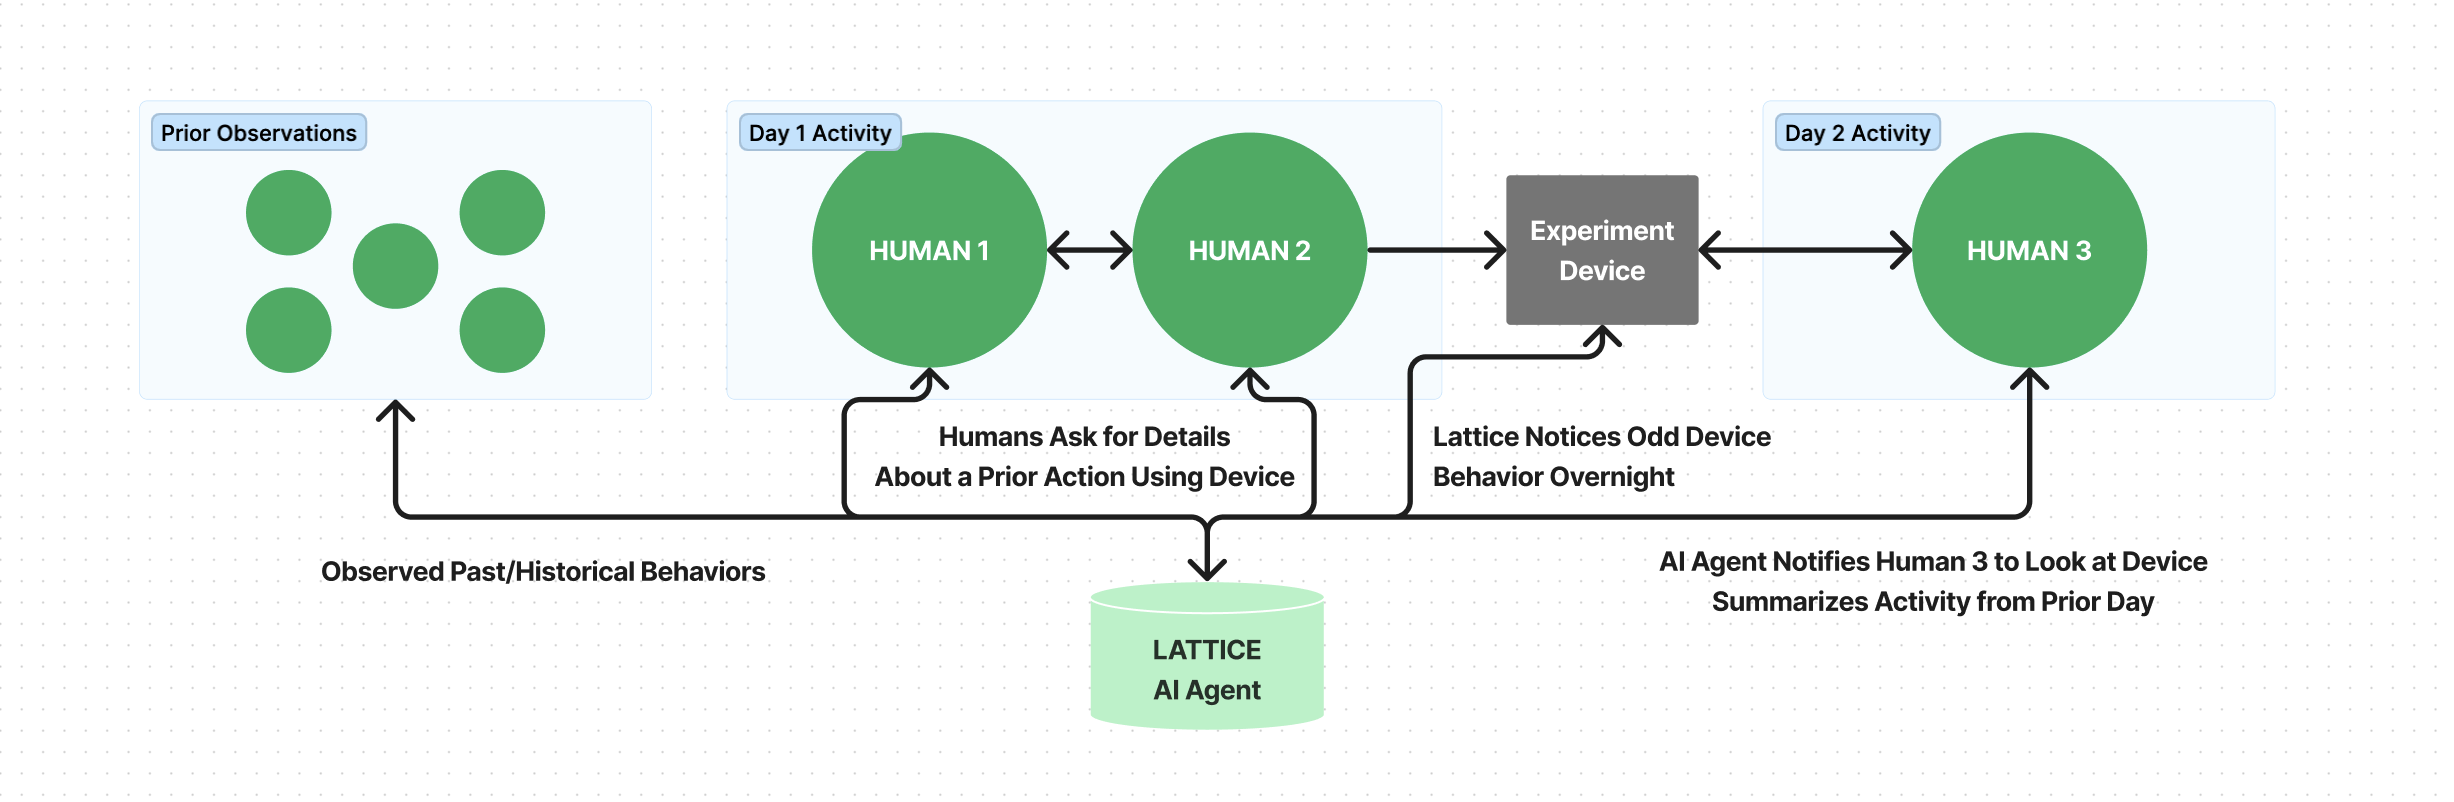 Prior Observations
Day 1 Activity
HUMAN 1
HUMAN 2
Experiment
Device
Day 2 Activity
HUMAN 3
Humans Ask for Details
About a Prior Action Using Device
Lattice Notices Odd Device
Behavior Overnight
Observed Past/Historical Behaviors
AI Agent Notifies Human 3 to Look at Device
Summarizes Activity from Prior Day
LATTICE
AI Agent